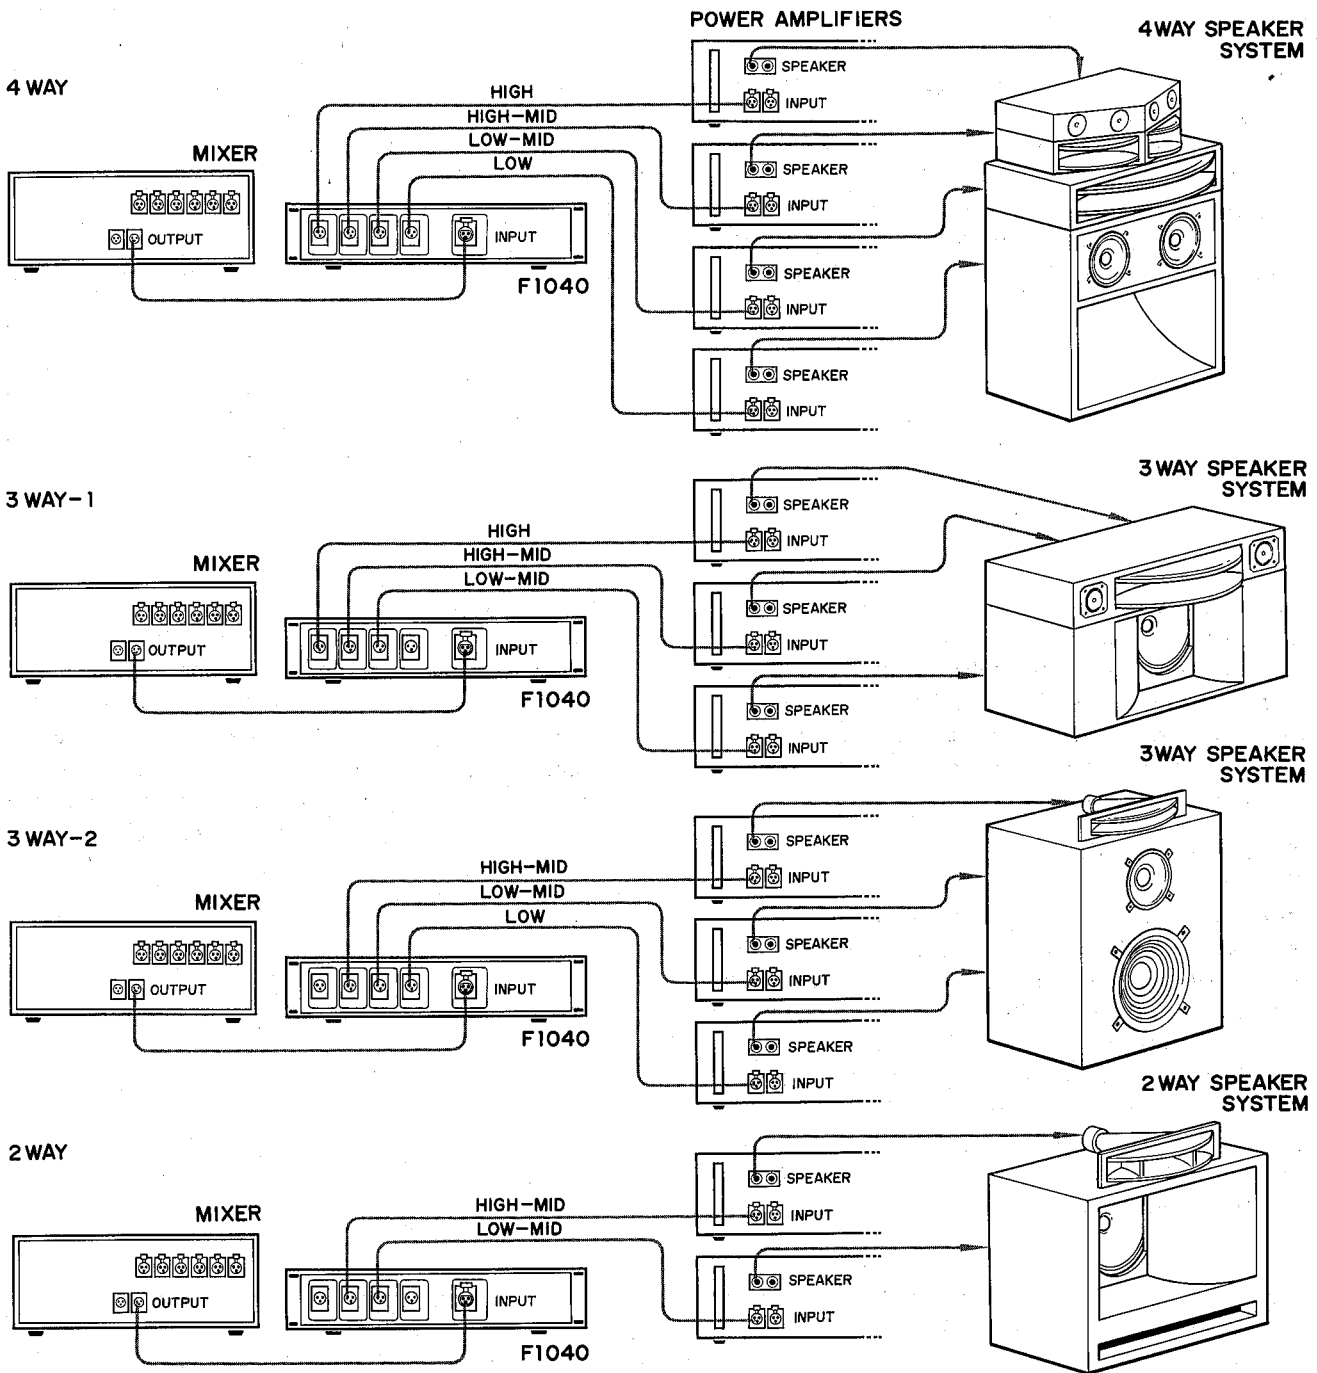 POWER AMPLIFIERS
4 WAY SPEAKER
SYSTEM
4 WAY
SPEAKER
HIGH
INPUT
HIGH-MID
LOW-MID
LOW
MIXER
SPEAKER
INPUT
OUTPUT
INPUT
F1040
SPEAKER
INPUT
SPEAKER
INPUT
3 WAY SPEAKER
SYSTEM
3 WAY-1
SPEAKER
HIGH
INPUT
HIGH-MID
LOW-MID
MIXER
SPEAKER
INPUT
OUTPUT
INPUT
F1040
SPEAKER
INPUT
3 WAY SPEAKER
SYSTEM
3 WAY-2
SPEAKER
HIGH-MID
INPUT
LOW-MID
LOW
MIXER
SPEAKER
INPUT
OUTPUT
INPUT
F1040
SPEAKER
INPUT
2 WAY SPEAKER
SYSTEM
2 WAY
SPEAKER
HIGH-MID
INPUT
LOW-MID
MIXER
SPEAKER
OUTPUT
INPUT
INPUT
F1040